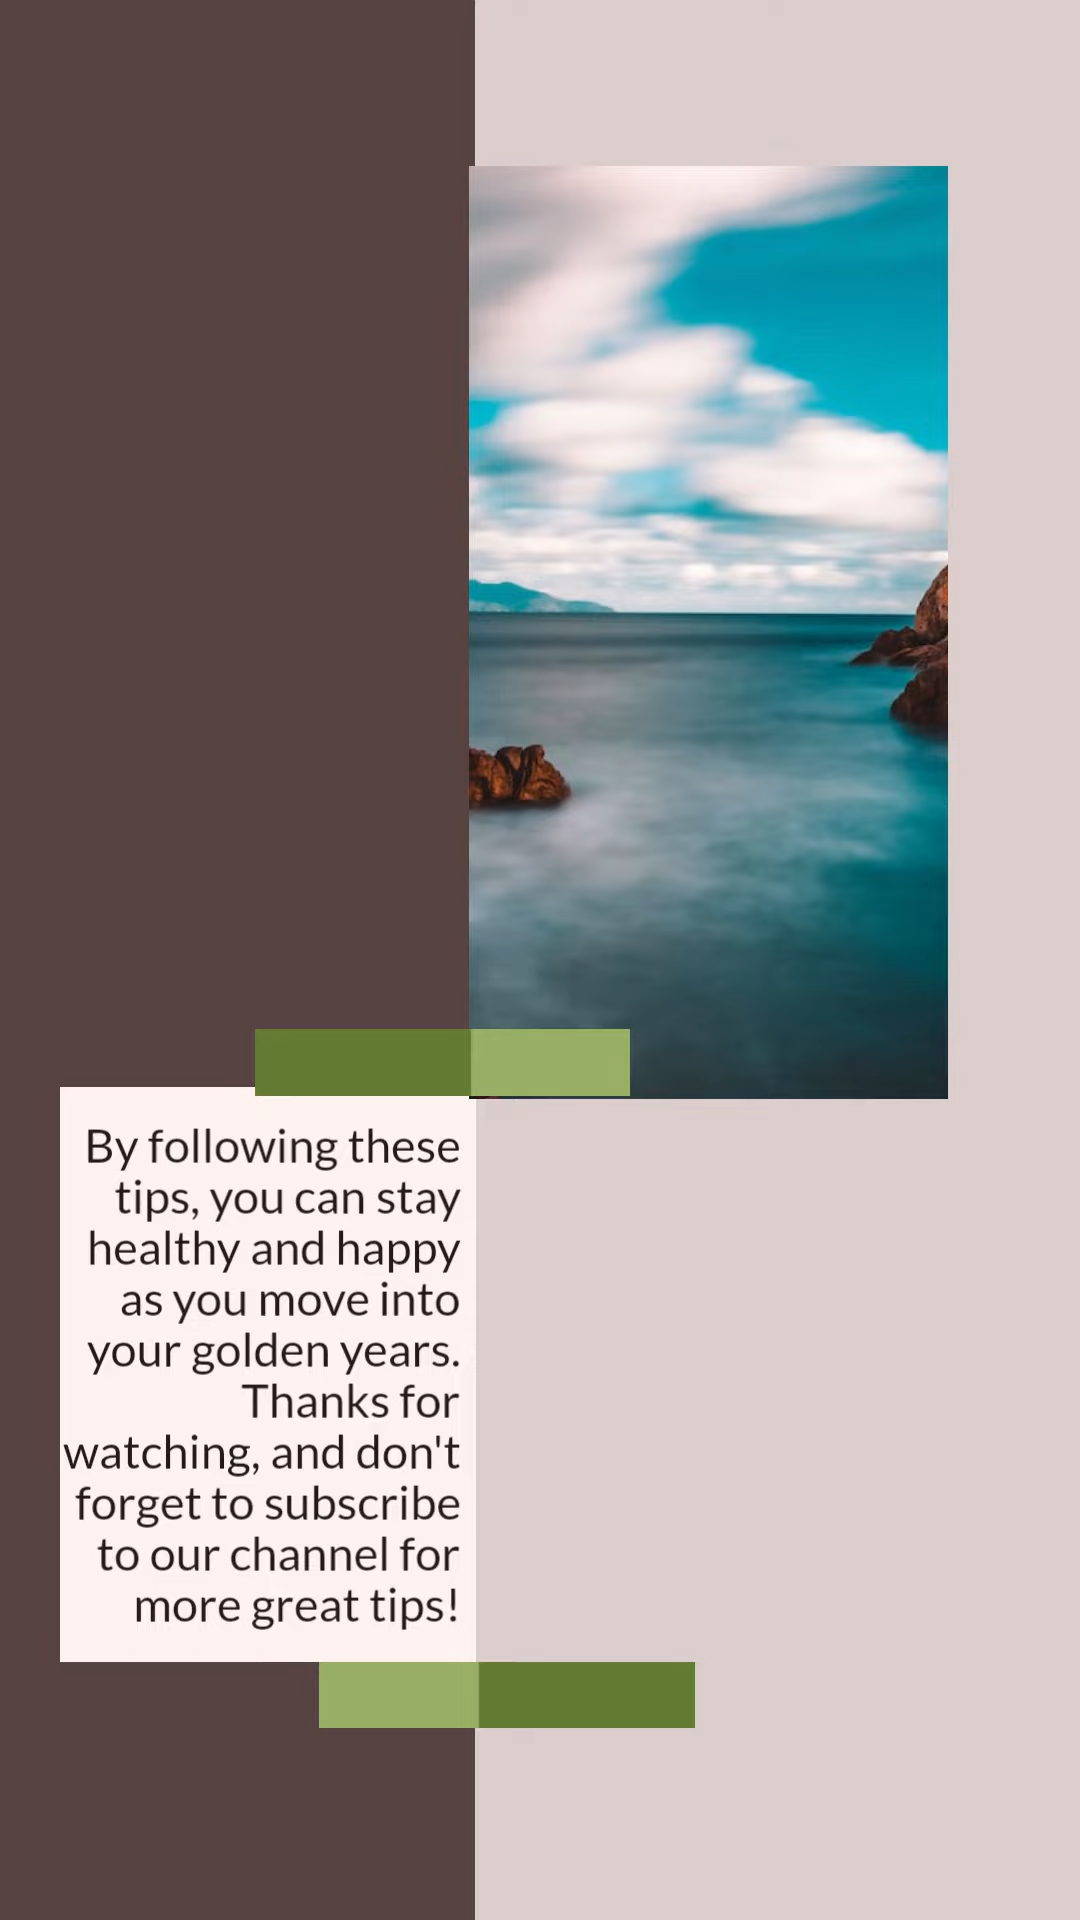 By following these
tips, you can stay
healthy and happy
as you move into
your golden years.
Thanks for
watching, and don't
forget to subscribe
to our channel for
more great tips!